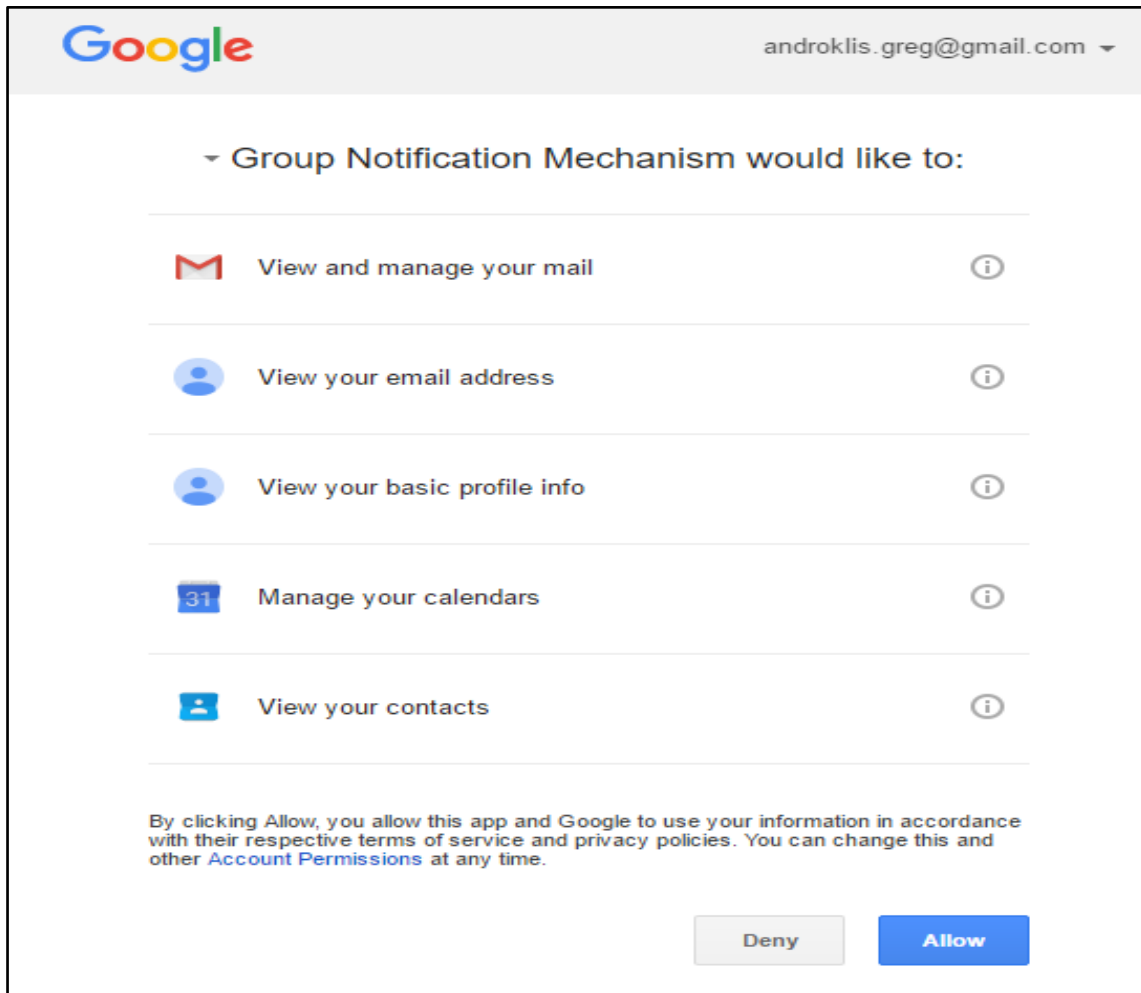 Google
androklis.greg@gmail.com
Group Notification Mechanism would like to:
View and manage your mail
View your email address
View your basic profile info
31
Manage your calendars
View your contacts
By clicking Allow, you allow this app and Google to use your information in accordance
with their respective terms of service and privacy policies. You can change this and
other Account Permissions at any time.
Deny
Allow